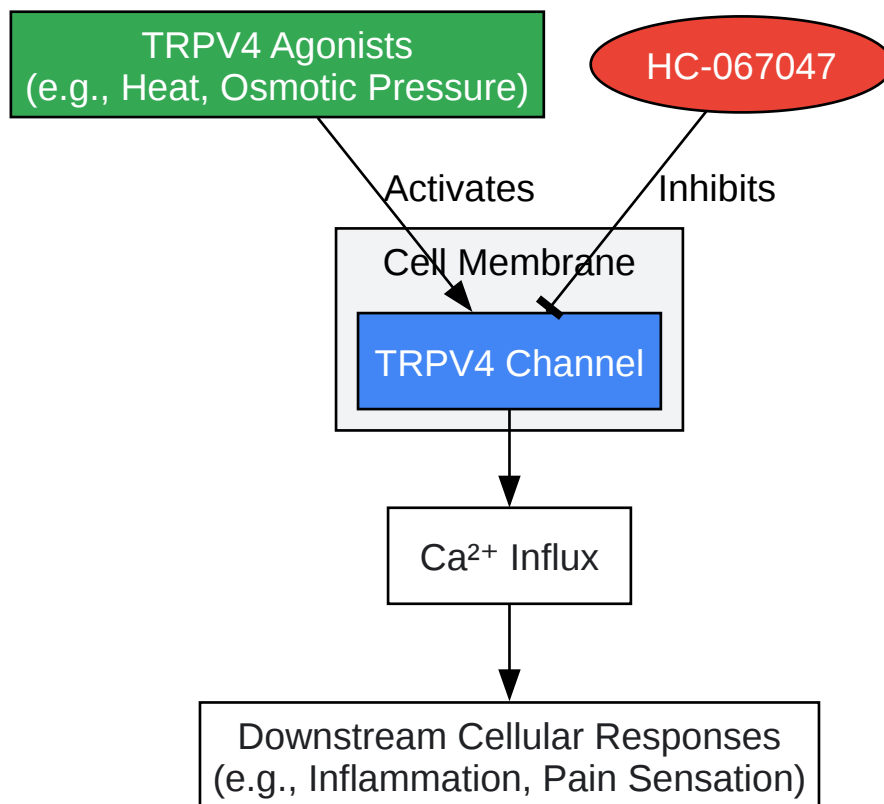 TRPV4 Agonists
(e.g., Heat, Osmotic Pressure)
HC-067047
Activates
Inhibits
Cell Membrane
TRPV4 Channel
Ca²⁺ Influx
Downstream Cellular Responses
(e.g., Inflammation, Pain Sensation)